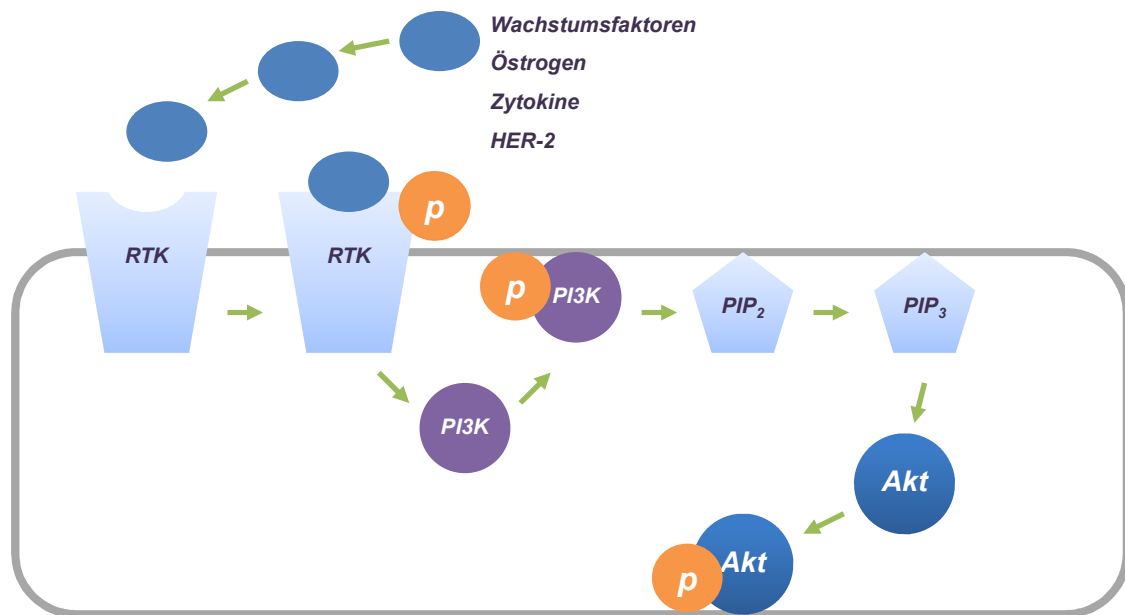 Wachstumsfaktoren
Östrogen
Zytokine
HER-2
p
RTK
RTK
p
PI3K
PIP₂
PIP₃
PI3K
Akt
p
Akt